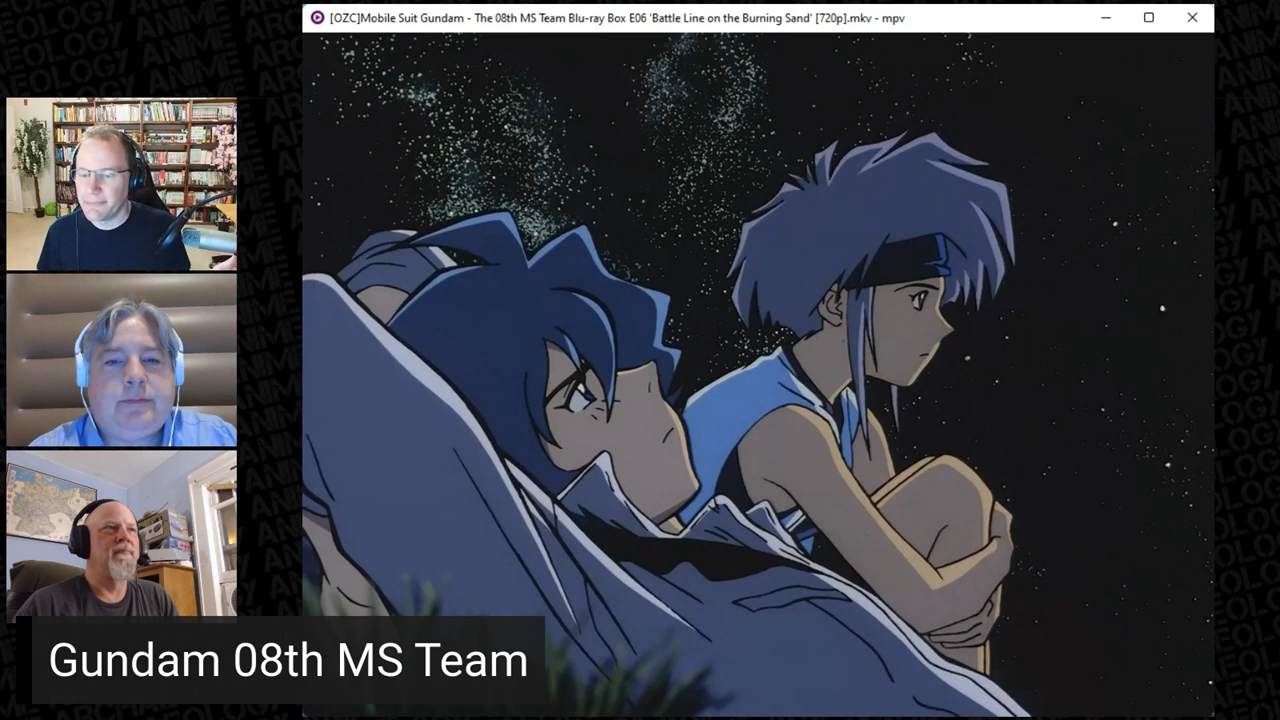 [OZC]Mobile Suit Gundam - The 08th MS Team Blu-ray Box E06 'Battle Line on the Burning Sand' [720p].mkv - mpv
Gundam 08th MS Team